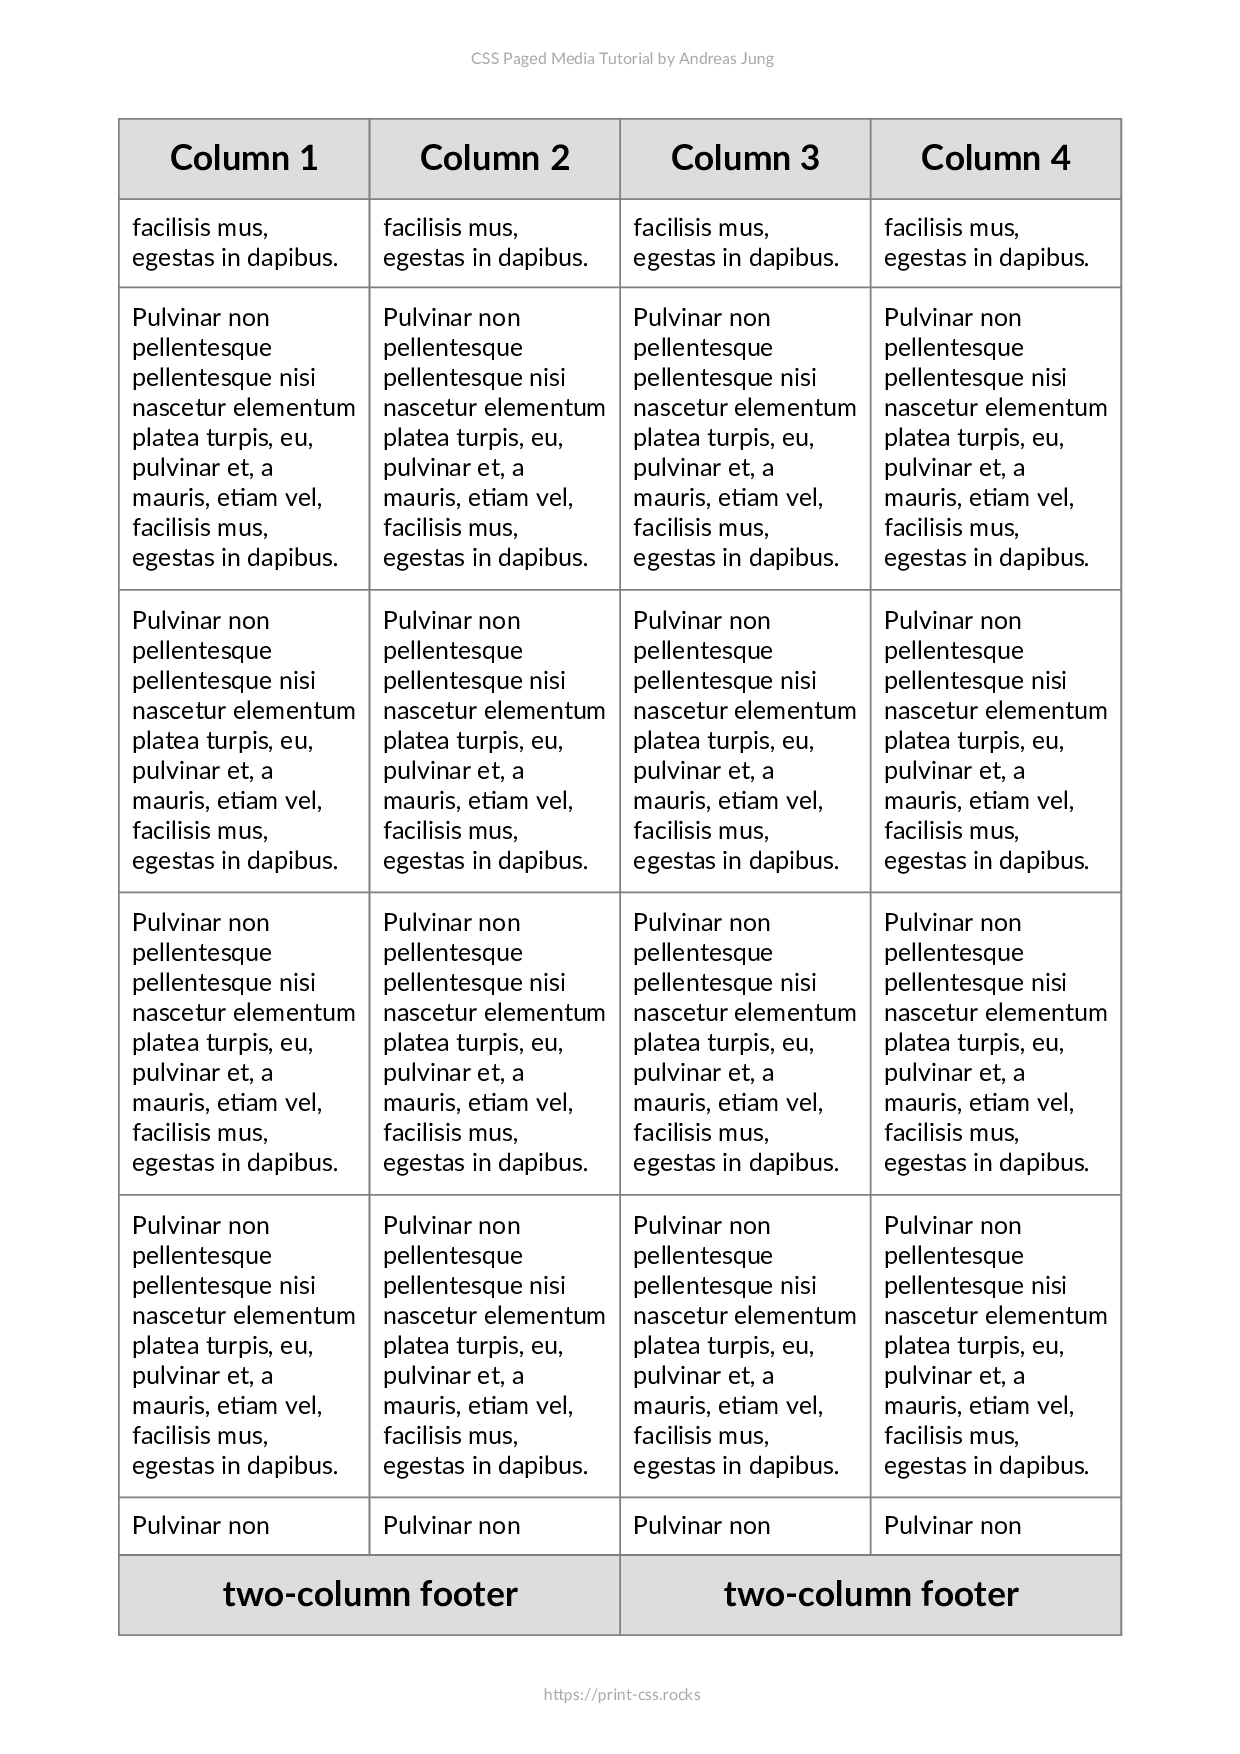 CSS Paged Media Tutorial by Andreas Jung
Column 1 Column 2 Column 3 Column 4
facilisis mus, facilisis mus, facilisis mus, facilisis mus,
egestas in dapibus. egestas in dapibus. egestas in dapibus. egestas in dapibus.
Pulvinar non Pulvinar non Pulvinar non Pulvinar non
pellentesque pellentesque pellentesque pellentesque
pellentesque nisi pellentesque nisi pellentesque nisi pellentesque nisi
nascetur elementum nascetur elementum nascetur elementum nascetur elementum
platea turpis, eu, platea turpis, eu, platea turpis, eu, platea turpis, eu,
pulvinar et, a pulvinar et, a pulvinar et, a pulvinar et, a
mauris, etiam vel, mauris, etiam vel, mauris, etiam vel, mauris, etiam vel,
facilisis mus, facilisis mus, facilisis mus, facilisis mus,
egestas in dapibus. egestas in dapibus. egestas in dapibus. egestas in dapibus.
Pulvinar non Pulvinar non Pulvinar non Pulvinar non
pellentesque pellentesque pellentesque pellentesque
pellentesque nisi pellentesque nisi pellentesque nisi pellentesque nisi
nascetur elementum nascetur elementum nascetur elementum nascetur elementum
platea turpis, eu, platea turpis, eu, platea turpis, eu, platea turpis, eu,
pulvinar et, a pulvinar et, a pulvinar et, a pulvinar et, a
mauris, etiam vel, mauris, etiam vel, mauris, etiam vel, mauris, etiam vel,
facilisis mus, facilisis mus, facilisis mus, facilisis mus,
egestas in dapibus. egestas in dapibus. egestas in dapibus. egestas in dapibus.
Pulvinar non Pulvinar non Pulvinar non Pulvinar non
pellentesque pellentesque pellentesque pellentesque
pellentesque nisi pellentesque nisi pellentesque nisi pellentesque nisi
nascetur elementum nascetur elementum nascetur elementum nascetur elementum
platea turpis, eu, platea turpis, eu, platea turpis, eu, platea turpis, eu,
pulvinar et, a pulvinar et, a pulvinar et, a pulvinar et, a
mauris, etiam vel, mauris, etiam vel, mauris, etiam vel, mauris, etiam vel,
facilisis mus, facilisis mus, facilisis mus, facilisis mus,
egestas in dapibus. egestas in dapibus. egestas in dapibus. egestas in dapibus.
Pulvinar non Pulvinar non Pulvinar non Pulvinar non
pellentesque pellentesque pellentesque pellentesque
pellentesque nisi pellentesque nisi pellentesque nisi pellentesque nisi
nascetur elementum nascetur elementum nascetur elementum nascetur elementum
platea turpis, eu, platea turpis, eu, platea turpis, eu, platea turpis, eu,
pulvinar et, a pulvinar et, a pulvinar et, a pulvinar et, a
mauris, etiam vel, mauris, etiam vel, mauris, etiam vel, mauris, etiam vel,
facilisis mus, facilisis mus, facilisis mus, facilisis mus,
egestas in dapibus. egestas in dapibus. egestas in dapibus. egestas in dapibus.
Pulvinar non Pulvinar non Pulvinar non Pulvinar non
two-column footer two-column footer
https://print-css.rocks